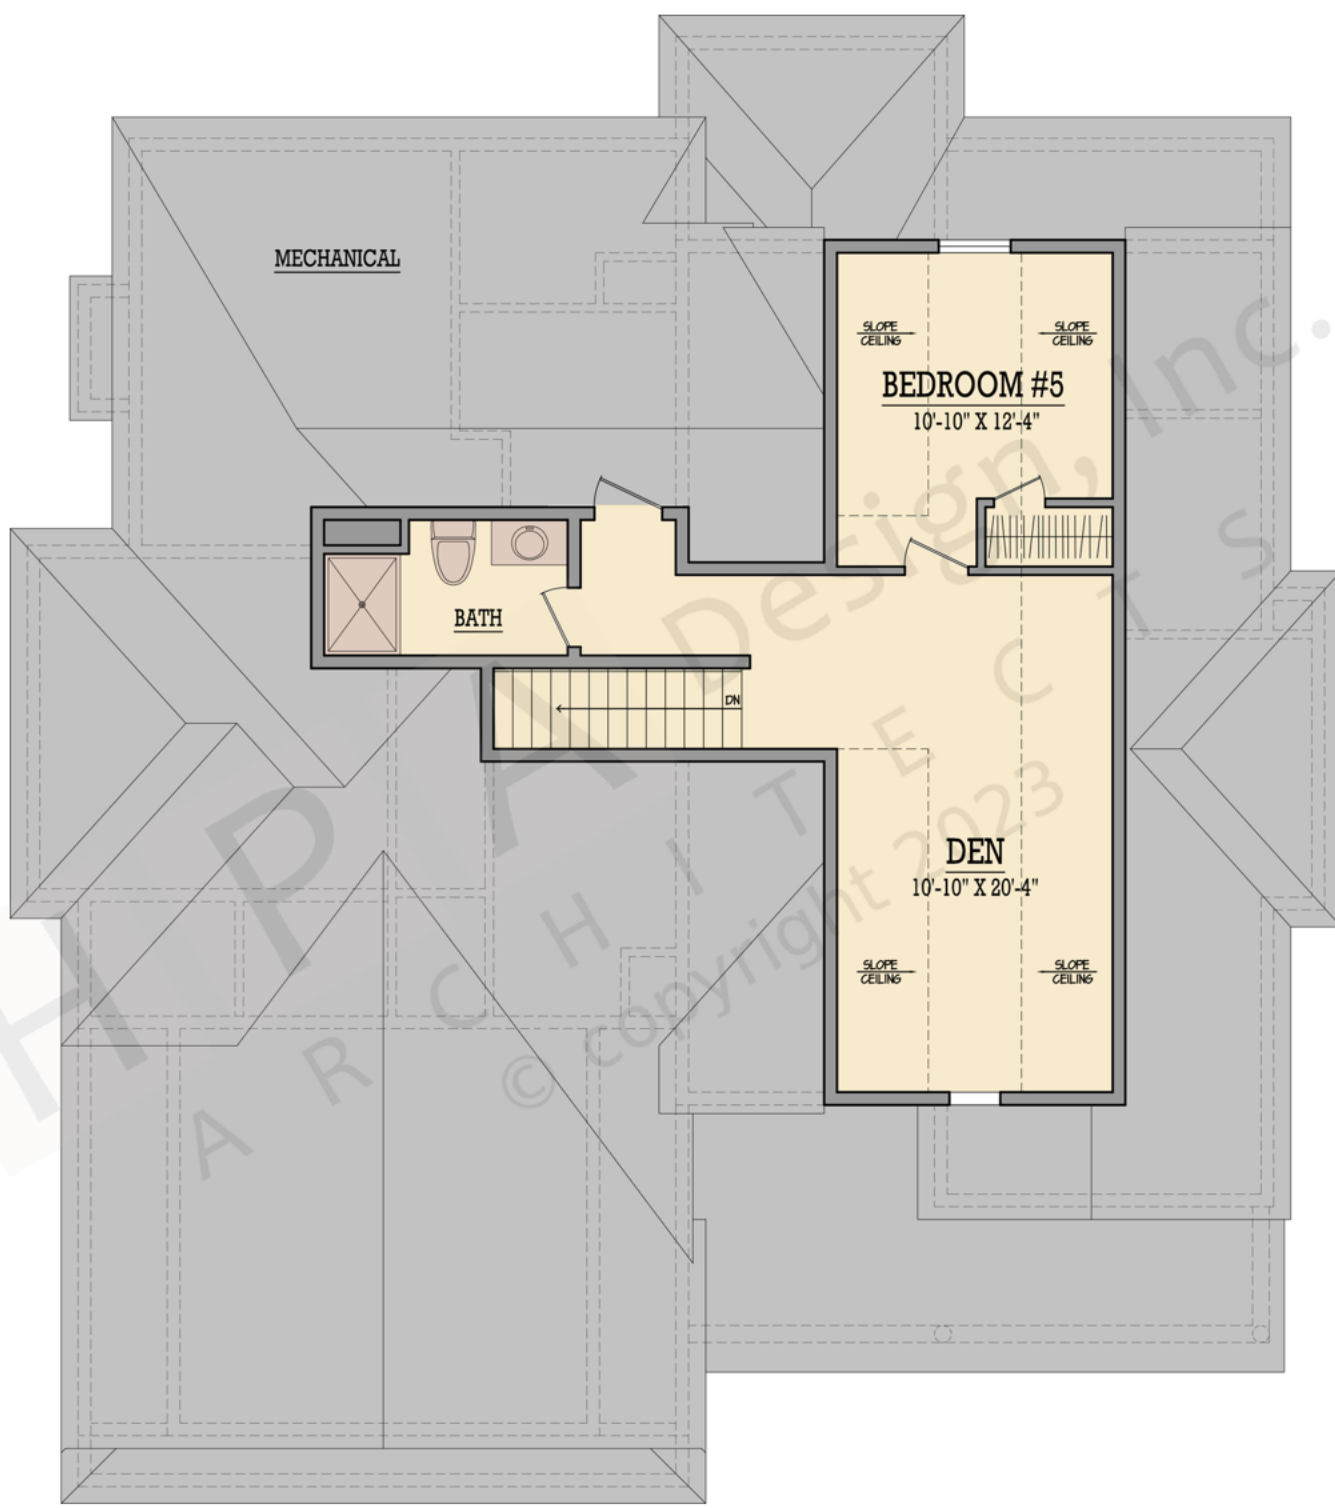 MECHANICAL
SLOPE
CEILING
SLOPE
CEILING
BEDROOM #5
10'-10" X 12'-4"
BATH
DN
DEN
10'-10" X 20'-4"
SLOPE
CEILING
SLOPE
CEILING
HPA Design, Inc.
ARCHITECTS
© copyright 2023